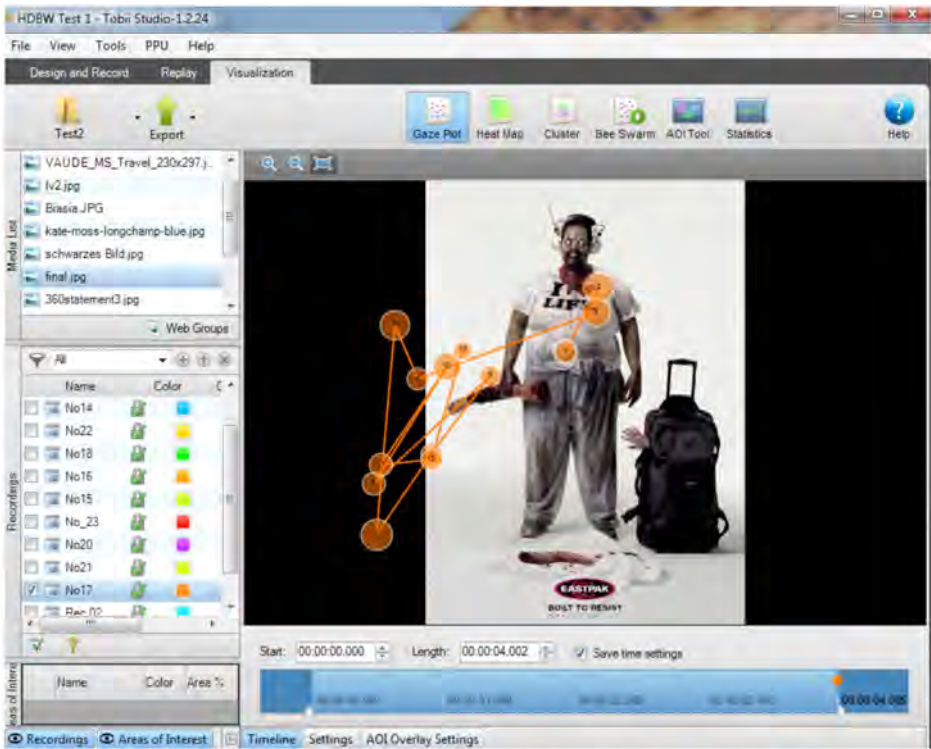 HDBW Test 1 - Tobii Studio-1.2.24
File View Tools PPU Help
Design and Record Replay Visualization
Test2 Export Gaze Plot Heat Map Cluster Bee Swarm AOI Tool Statistics Help
Media List
VAUDE_MS_Travel_230x297.j...
lv2.jpg
Biasia.JPG
kate-moss-longchamp-blue.jpg
schwarzes Bild.jpg
final.jpg
360statement3.jpg
Web Groups
Recordings
All
Name Color
No14
No22
No18
No16
No15
No_23
No20
No21
No17
Rec 02
LIFE
EASTPAK
BUILT TO RESIST
Start: 00:00:00.000 Length: 00:00:04.002 Save time settings
00:00:04.005
eas of Intere
Name Color Area %
Recordings Areas of Interest Timeline Settings AOI Overlay Settings